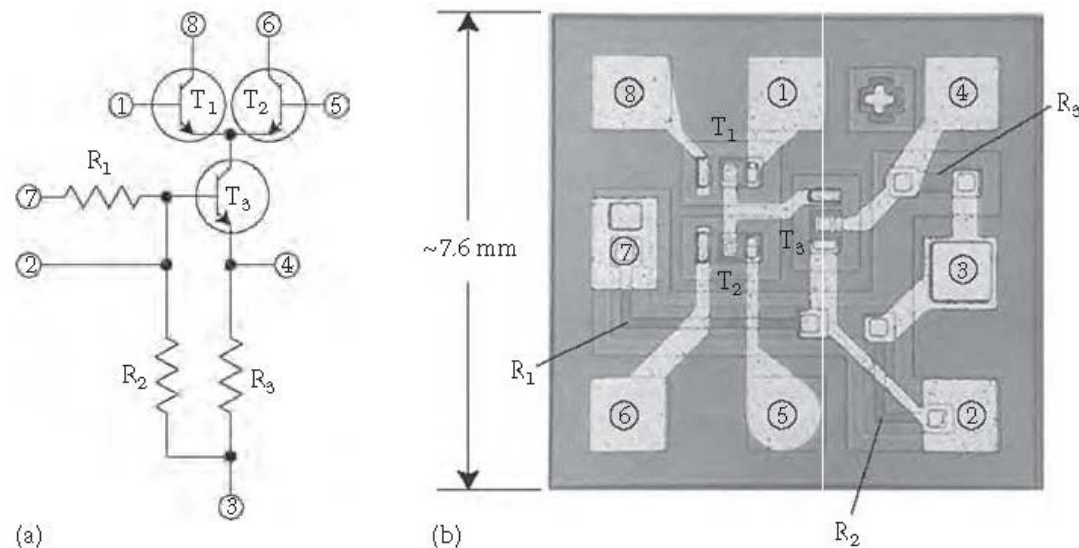 ⑧ ⑥
① T₁ T₂ ⑤
R₁
⑦ T₃
② ④
R₂ R₃
③
(a)
~7.6 mm
⑧ ① ④
T₁ R₃
⑦ T₃ ③
T₂
R₁
⑥ ⑤ ②
R₂
(b)